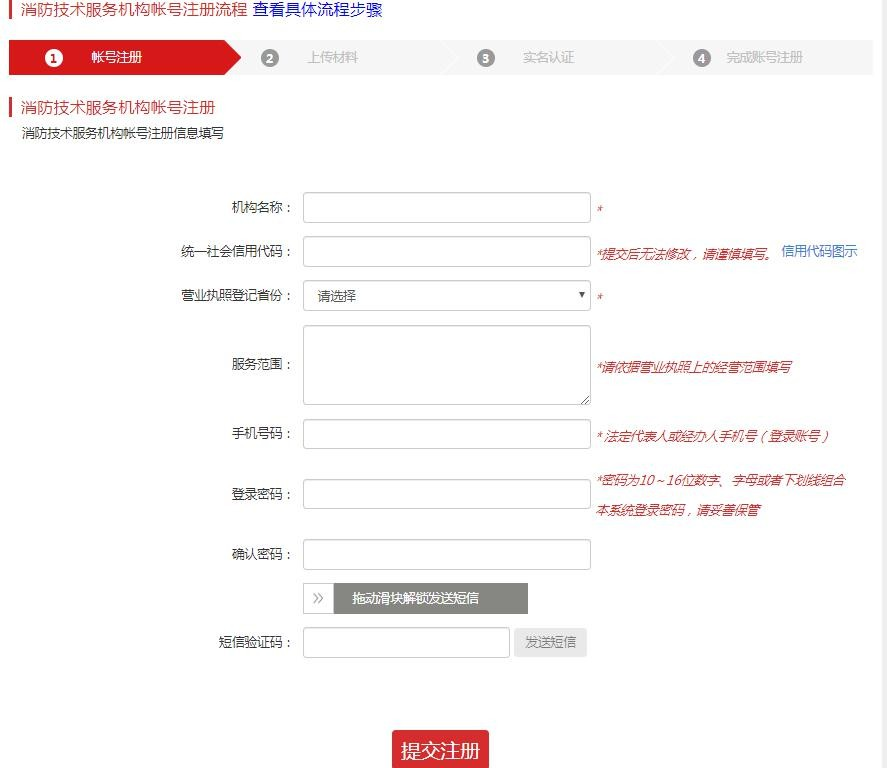 消防技术服务机构帐号注册流程 查看具体流程步骤
1 帐号注册 2 上传材料 3 实名认证 4 完成账号注册
消防技术服务机构帐号注册
消防技术服务机构帐号注册信息填写
机构名称： *
统一社会信用代码： *提交后无法修改，请谨慎填写。 信用代码图示
营业执照登记省份： 请选择 *
服务范围： *请依据营业执照上的经营范围填写
手机号码： * 法定代表人或经办人手机号（登录账号）
登录密码： *密码为10～16位数字、字母或者下划线组合
本系统登录密码，请妥善保管
确认密码：
» 拖动滑块解锁发送短信
短信验证码： 发送短信
提交注册